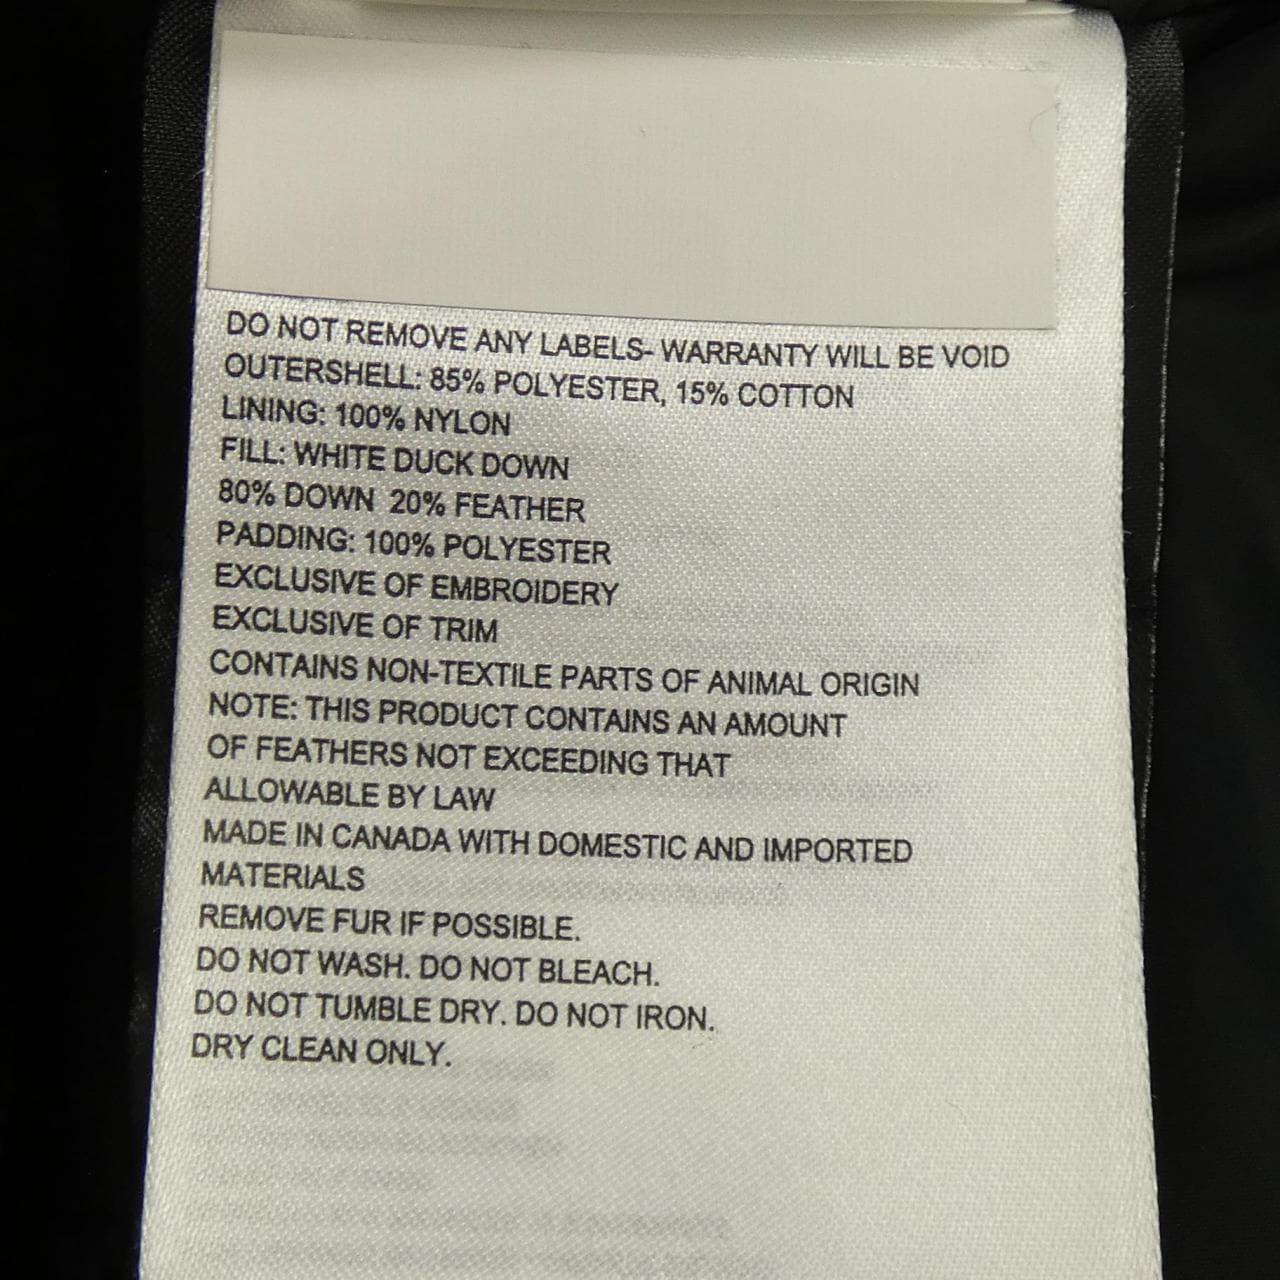 DO NOT REMOVE ANY LABELS- WARRANTY WILL BE VOID
OUTERSHELL: 85% POLYESTER, 15% COTTON
LINING: 100% NYLON
FILL: WHITE DUCK DOWN
80% DOWN 20% FEATHER
PADDING: 100% POLYESTER
EXCLUSIVE OF EMBROIDERY
EXCLUSIVE OF TRIM
CONTAINS NON-TEXTILE PARTS OF ANIMAL ORIGIN
NOTE: THIS PRODUCT CONTAINS AN AMOUNT
OF FEATHERS NOT EXCEEDING THAT
ALLOWABLE BY LAW
MADE IN CANADA WITH DOMESTIC AND IMPORTED
MATERIALS
REMOVE FUR IF POSSIBLE.
DO NOT WASH. DO NOT BLEACH.
DO NOT TUMBLE DRY. DO NOT IRON.
DRY CLEAN ONLY.